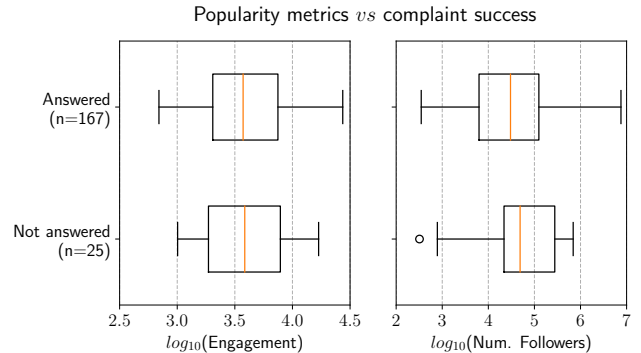 Popularity metrics vs complaint success
Answered
(n=167)
Not answered
(n=25)
2.5 3.0 3.5 4.0 4.5
log10(Engagement)
2 3 4 5 6 7
log10(Num. Followers)